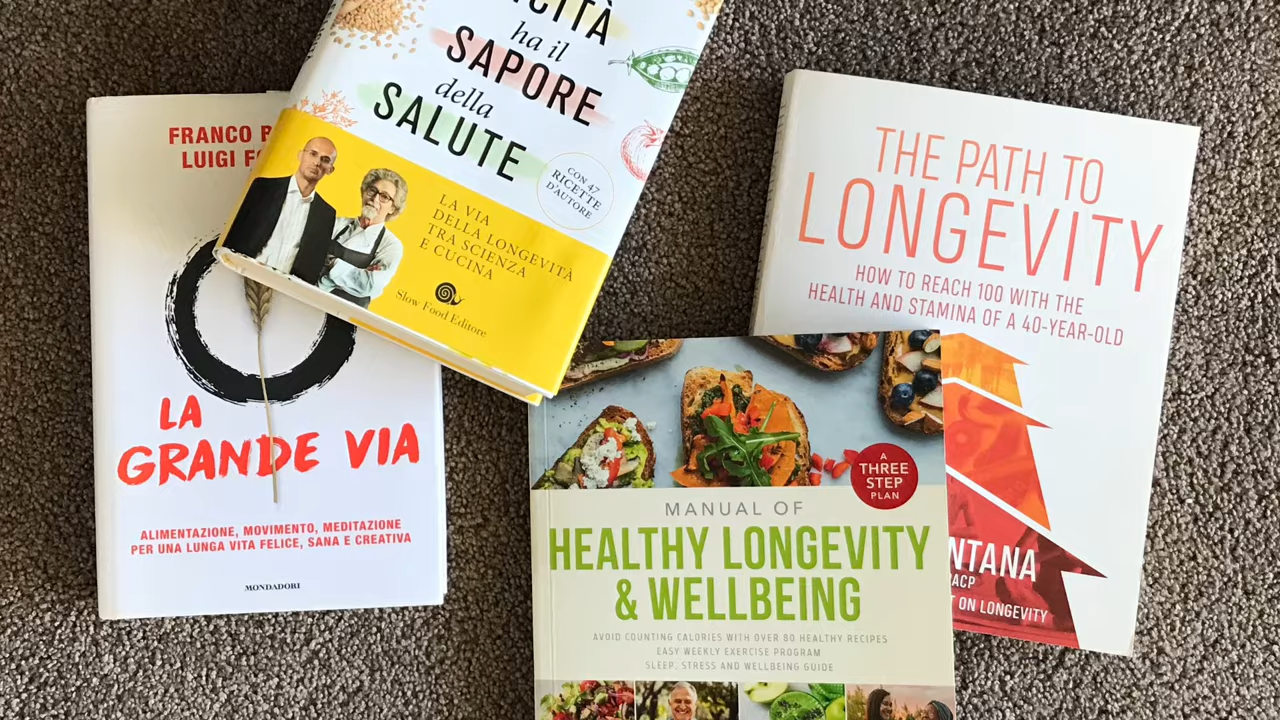 FRANCO
LUIGI
LA
GRANDE VIA
ALIMENTAZIONE, MOVIMENTO, MEDITAZIONE
PER UNA LUNGA VITA FELICE, SANA E CREATIVA
MONDADORI
ha il
SAPORE
della
SALUTE
CON 47
RICETTE
D'AUTORE
LA VIA
DELLA LONGEVITÀ
TRA SCIENZA
E CUCINA
Slow Food Editore
THE PATH TO
LONGEVITY
HOW TO REACH 100 WITH THE
HEALTH AND STAMINA OF A 40-YEAR-OLD
NTANA
RACP
T ON LONGEVITY
A
THREE
STEP
PLAN
MANUAL OF
HEALTHY LONGEVITY
& WELLBEING
AVOID COUNTING CALORIES WITH OVER 80 HEALTHY RECIPES
EASY WEEKLY EXERCISE PROGRAM
SLEEP, STRESS AND WELLBEING GUIDE